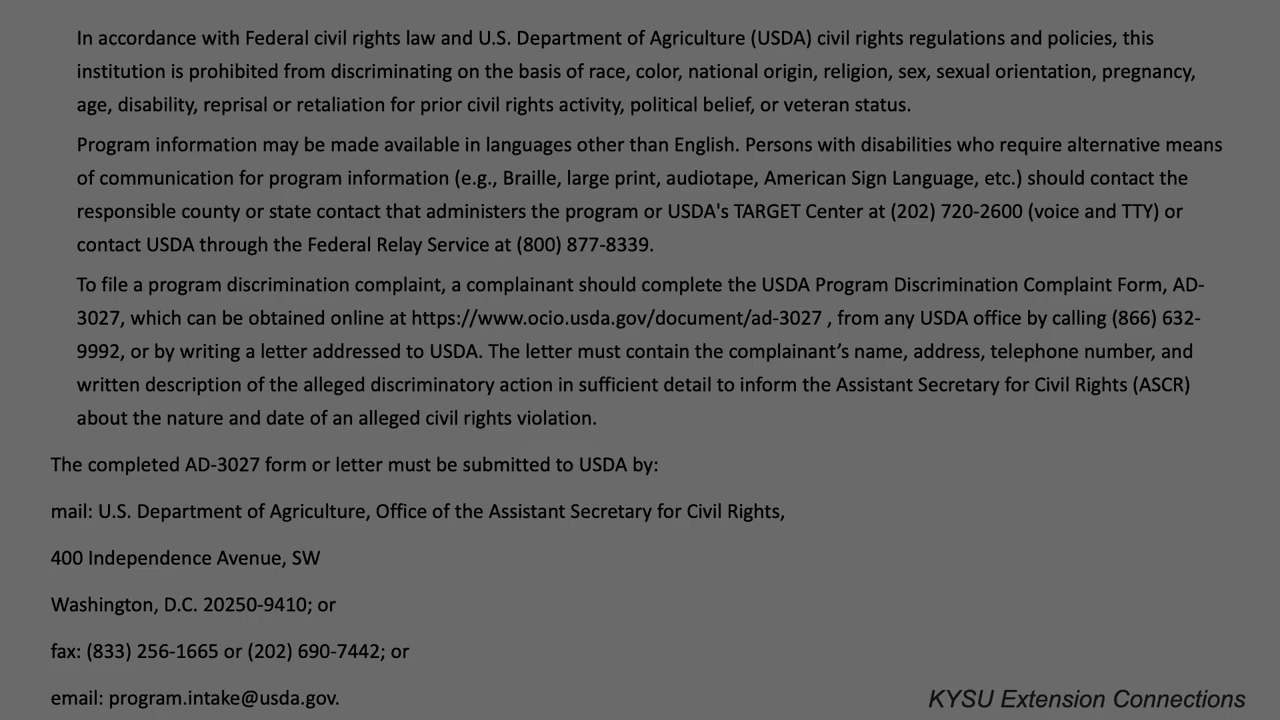 In accordance with Federal civil rights law and U.S. Department of Agriculture (USDA) civil rights regulations and policies, this
institution is prohibited from discriminating on the basis of race, color, national origin, religion, sex, sexual orientation, pregnancy,
age, disability, reprisal or retaliation for prior civil rights activity, political belief, or veteran status.
Program information may be made available in languages other than English. Persons with disabilities who require alternative means
of communication for program information (e.g., Braille, large print, audiotape, American Sign Language, etc.) should contact the
responsible county or state contact that administers the program or USDA's TARGET Center at (202) 720-2600 (voice and TTY) or
contact USDA through the Federal Relay Service at (800) 877-8339.
To file a program discrimination complaint, a complainant should complete the USDA Program Discrimination Complaint Form, AD-
3027, which can be obtained online at https://www.ocio.usda.gov/document/ad-3027 , from any USDA office by calling (866) 632-
9992, or by writing a letter addressed to USDA. The letter must contain the complainant’s name, address, telephone number, and
written description of the alleged discriminatory action in sufficient detail to inform the Assistant Secretary for Civil Rights (ASCR)
about the nature and date of an alleged civil rights violation.
The completed AD-3027 form or letter must be submitted to USDA by:
mail: U.S. Department of Agriculture, Office of the Assistant Secretary for Civil Rights,
400 Independence Avenue, SW
Washington, D.C. 20250-9410; or
fax: (833) 256-1665 or (202) 690-7442; or
email: program.intake@usda.gov.
KYSU Extension Connections